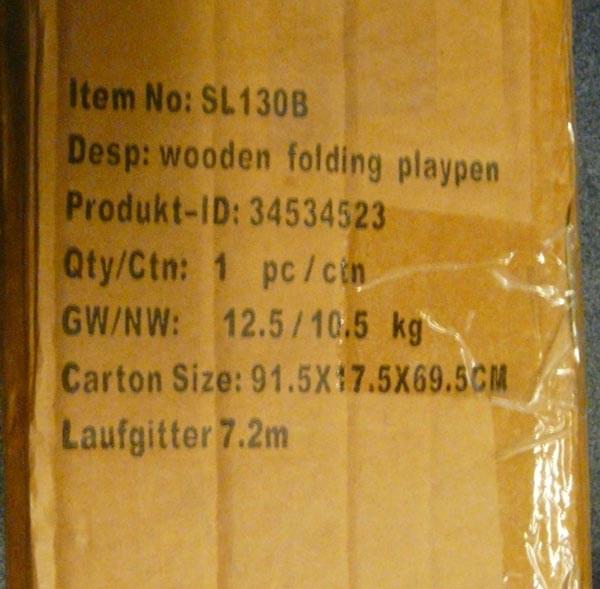 Item No: SL130B
Desp: wooden folding playpen
Produkt-ID: 34534523
Qty/Ctn: 1 pc / ctn
GW/NW: 12.5 / 10.5 kg
Carton Size: 91.5X17.5X69.5CM
Laufgitter 7.2m